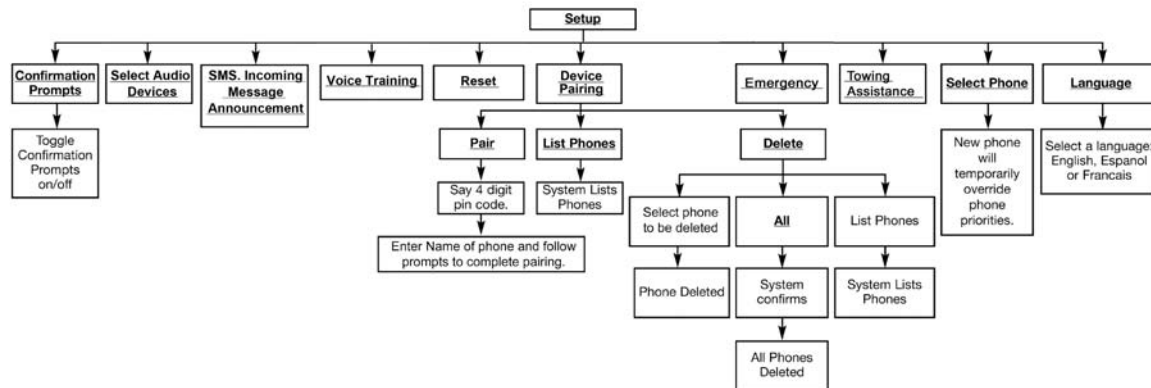 Setup
Confirmation
Prompts
Select Audio
Devices
SMS. Incoming
Message
Announcement
Voice Training
Reset
Device
Pairing
Emergency
Towing
Assistance
Select Phone
Language
Toggle
Confirmation
Prompts
on/off
Pair
List Phones
Delete
New phone
will
temporarily
override
phone
priorities.
Select a language:
English, Espanol
or Francais
Say 4 digit
pin code.
System Lists
Phones
Enter Name of phone and follow
prompts to complete pairing.
Select phone
to be deleted
All
List Phones
Phone Deleted
System
confirms
System Lists
Phones
All Phones
Deleted